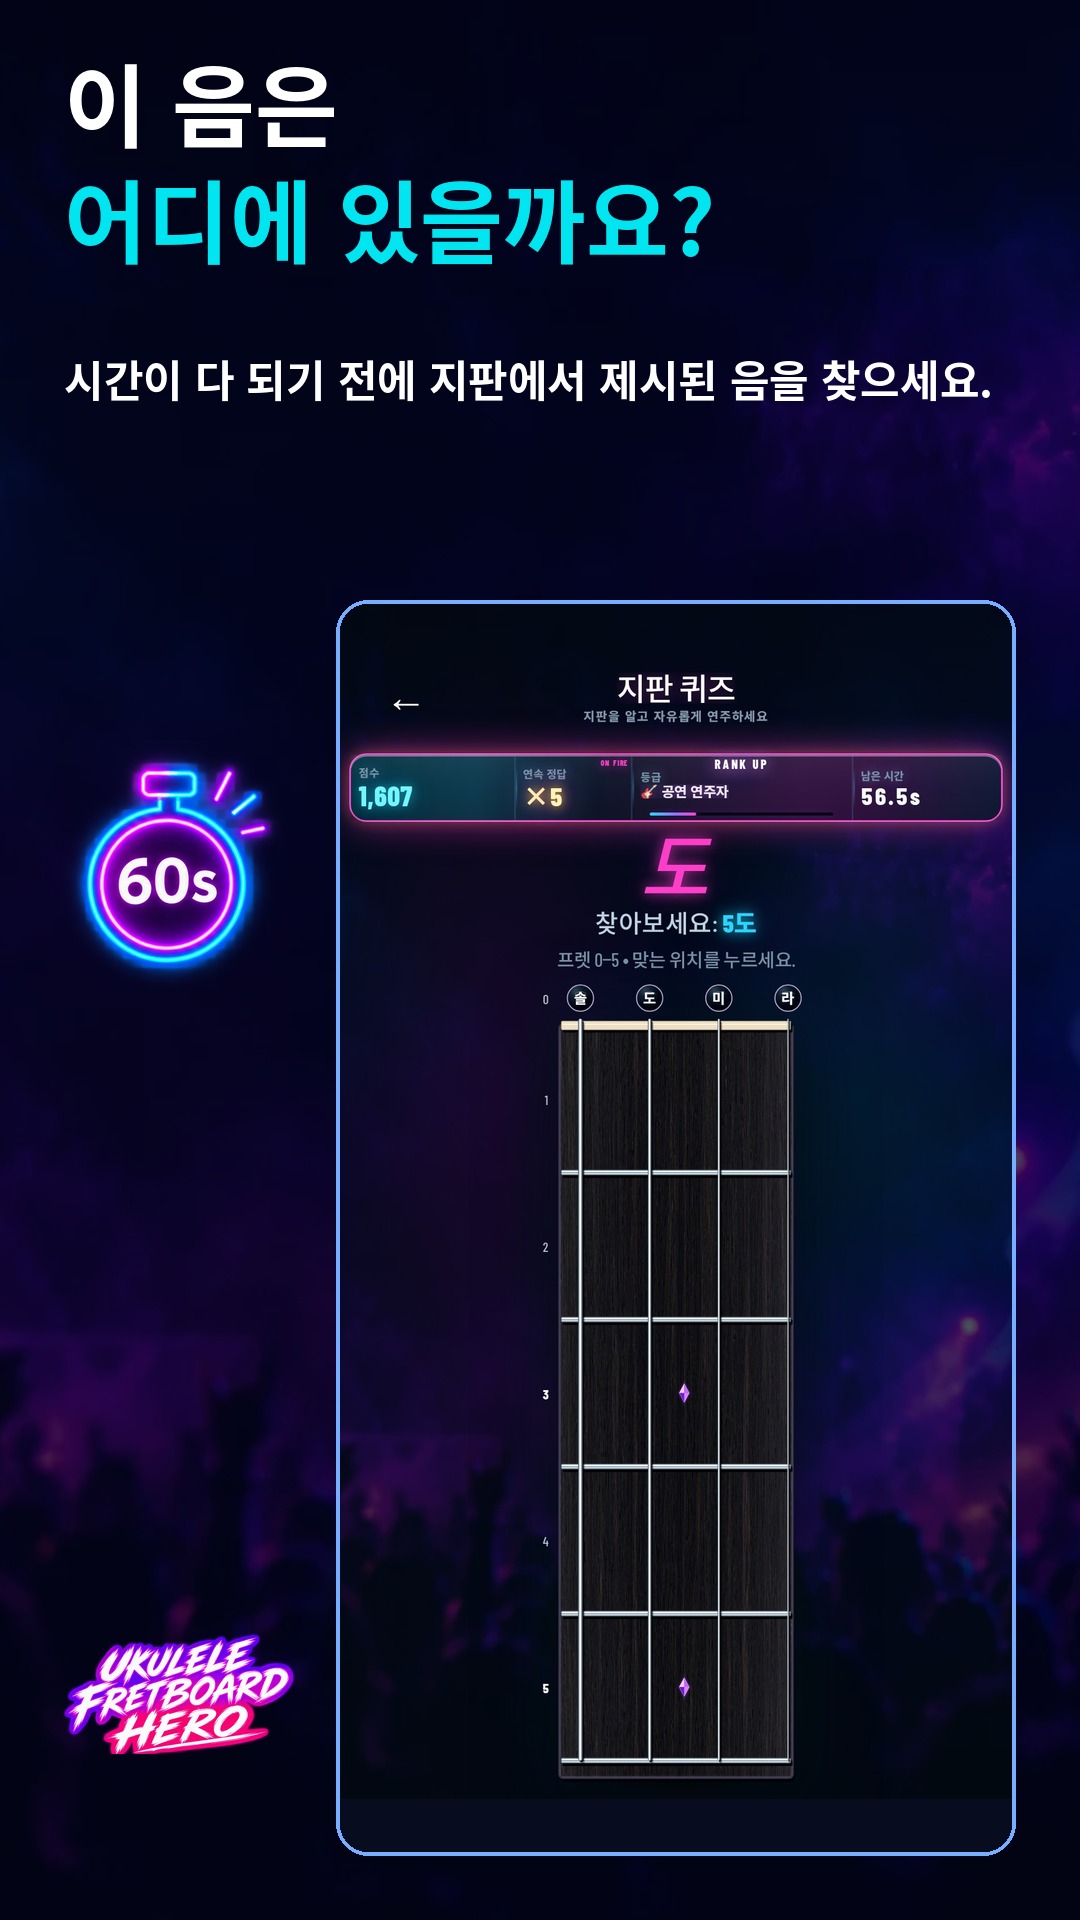 이 음은
어디에 있을까요?
시간이 다 되기 전에 지판에서 제시된 음을 찾으세요.
←
지판 퀴즈
지판을 알고 자유롭게 연주하세요
점수
1,607
연속 정답
ON FIRE
×5
RANK UP
등급
공연 연주자
남은 시간
56.5s
도
찾아보세요: 5도
프렛 0–5 • 맞는 위치를 누르세요.
0 솔 도 미 라
1
2
3
4
5
60s
UKULELE
FRETBOARD
HERO